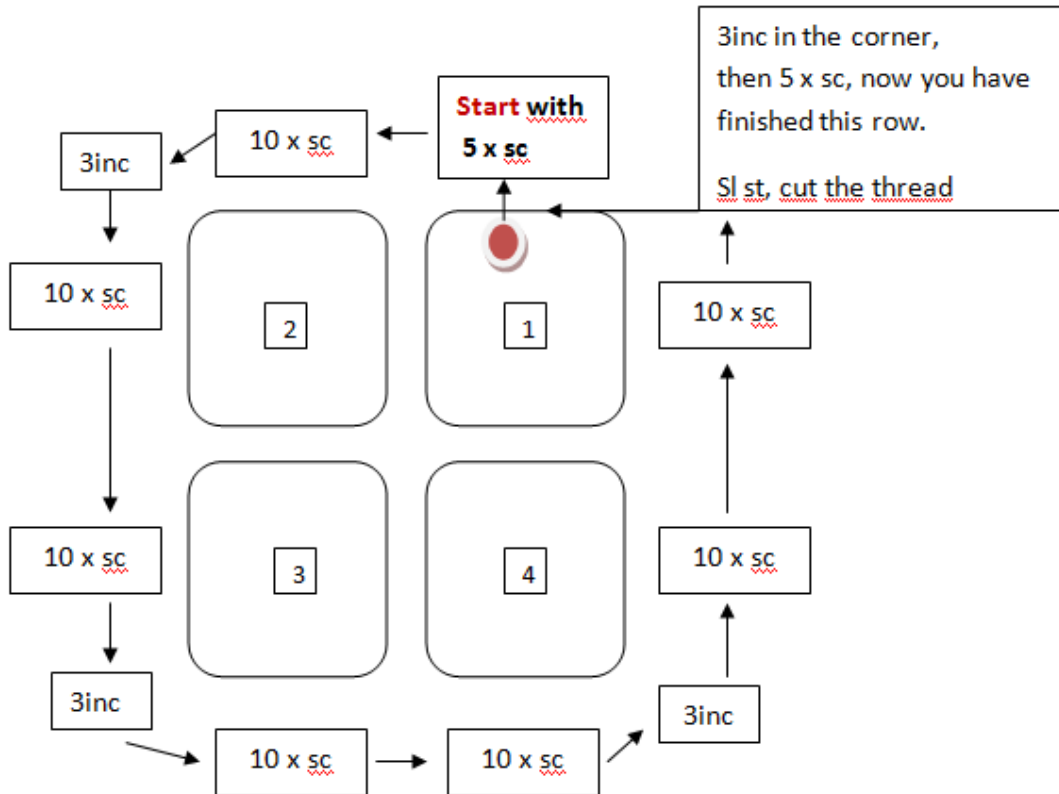 3inc in the corner,
then 5 x sc, now you have
finished this row.
Sl st, cut the thread
Start with
5 x sc
10 x sc
3inc
10 x sc
2
1
10 x sc
10 x sc
3
4
10 x sc
3inc
3inc
10 x sc
10 x sc